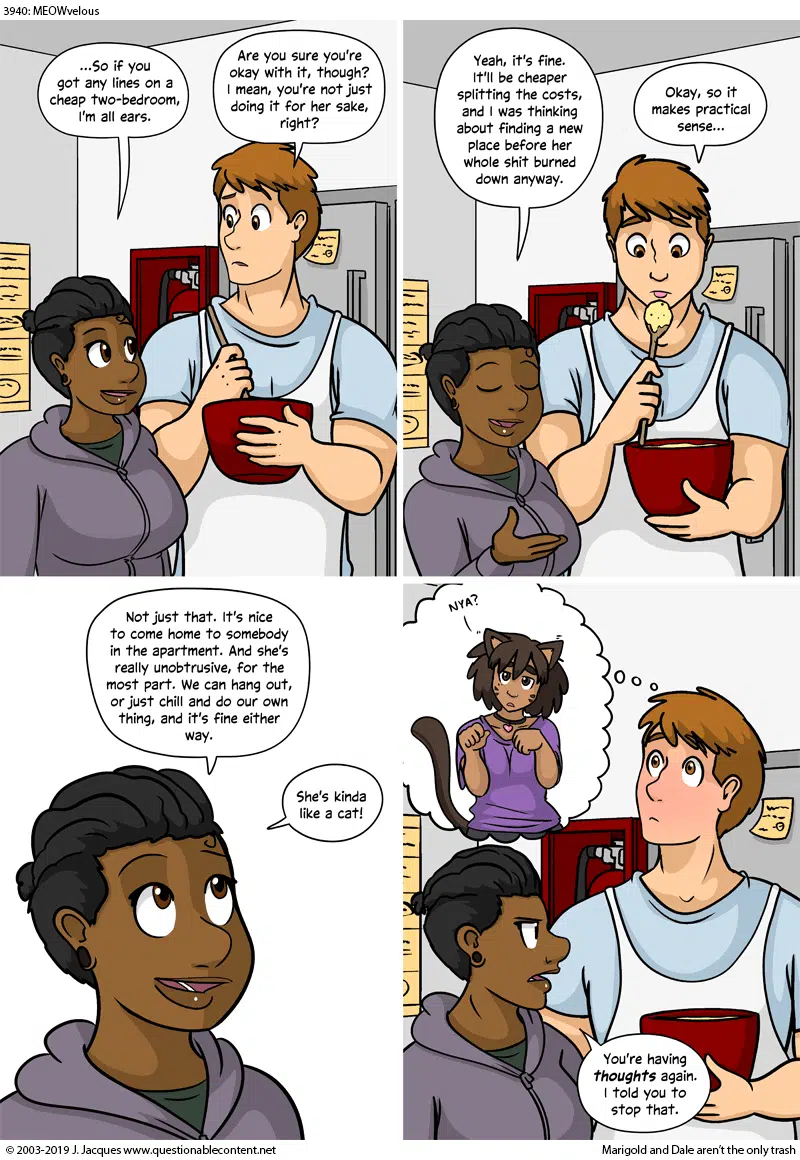 3940: MEOWvelous
...So if you
got any lines on a
cheap two-bedroom,
I'm all ears.
Are you sure you're
okay with it, though?
I mean, you're not just
doing it for her sake,
right?
Yeah, it's fine.
It'll be cheaper
splitting the costs,
and I was thinking
about finding a new
place before her
whole shit burned
down anyway.
Okay, so it
makes practical
sense...
Not just that. It's nice
to come home to somebody
in the apartment. And she's
really unobtrusive, for the
most part. We can hang out,
or just chill and do our own
thing, and it's fine either
way.
She's kinda
like a cat!
NYA?
You're having
thoughts again.
I told you to
stop that.
© 2003-2019 J. Jacques www.questionablecontent.net
Marigold and Dale aren't the only trash